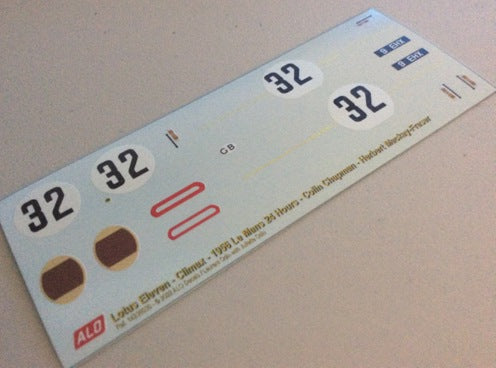 32
32
32
32
9 EHX
9 EHX
GB
ALO
Lotus Eleven - Climax - 1956 Le Mans 24 Hours - Colin Chapman - Herbert Mackay-Fraser